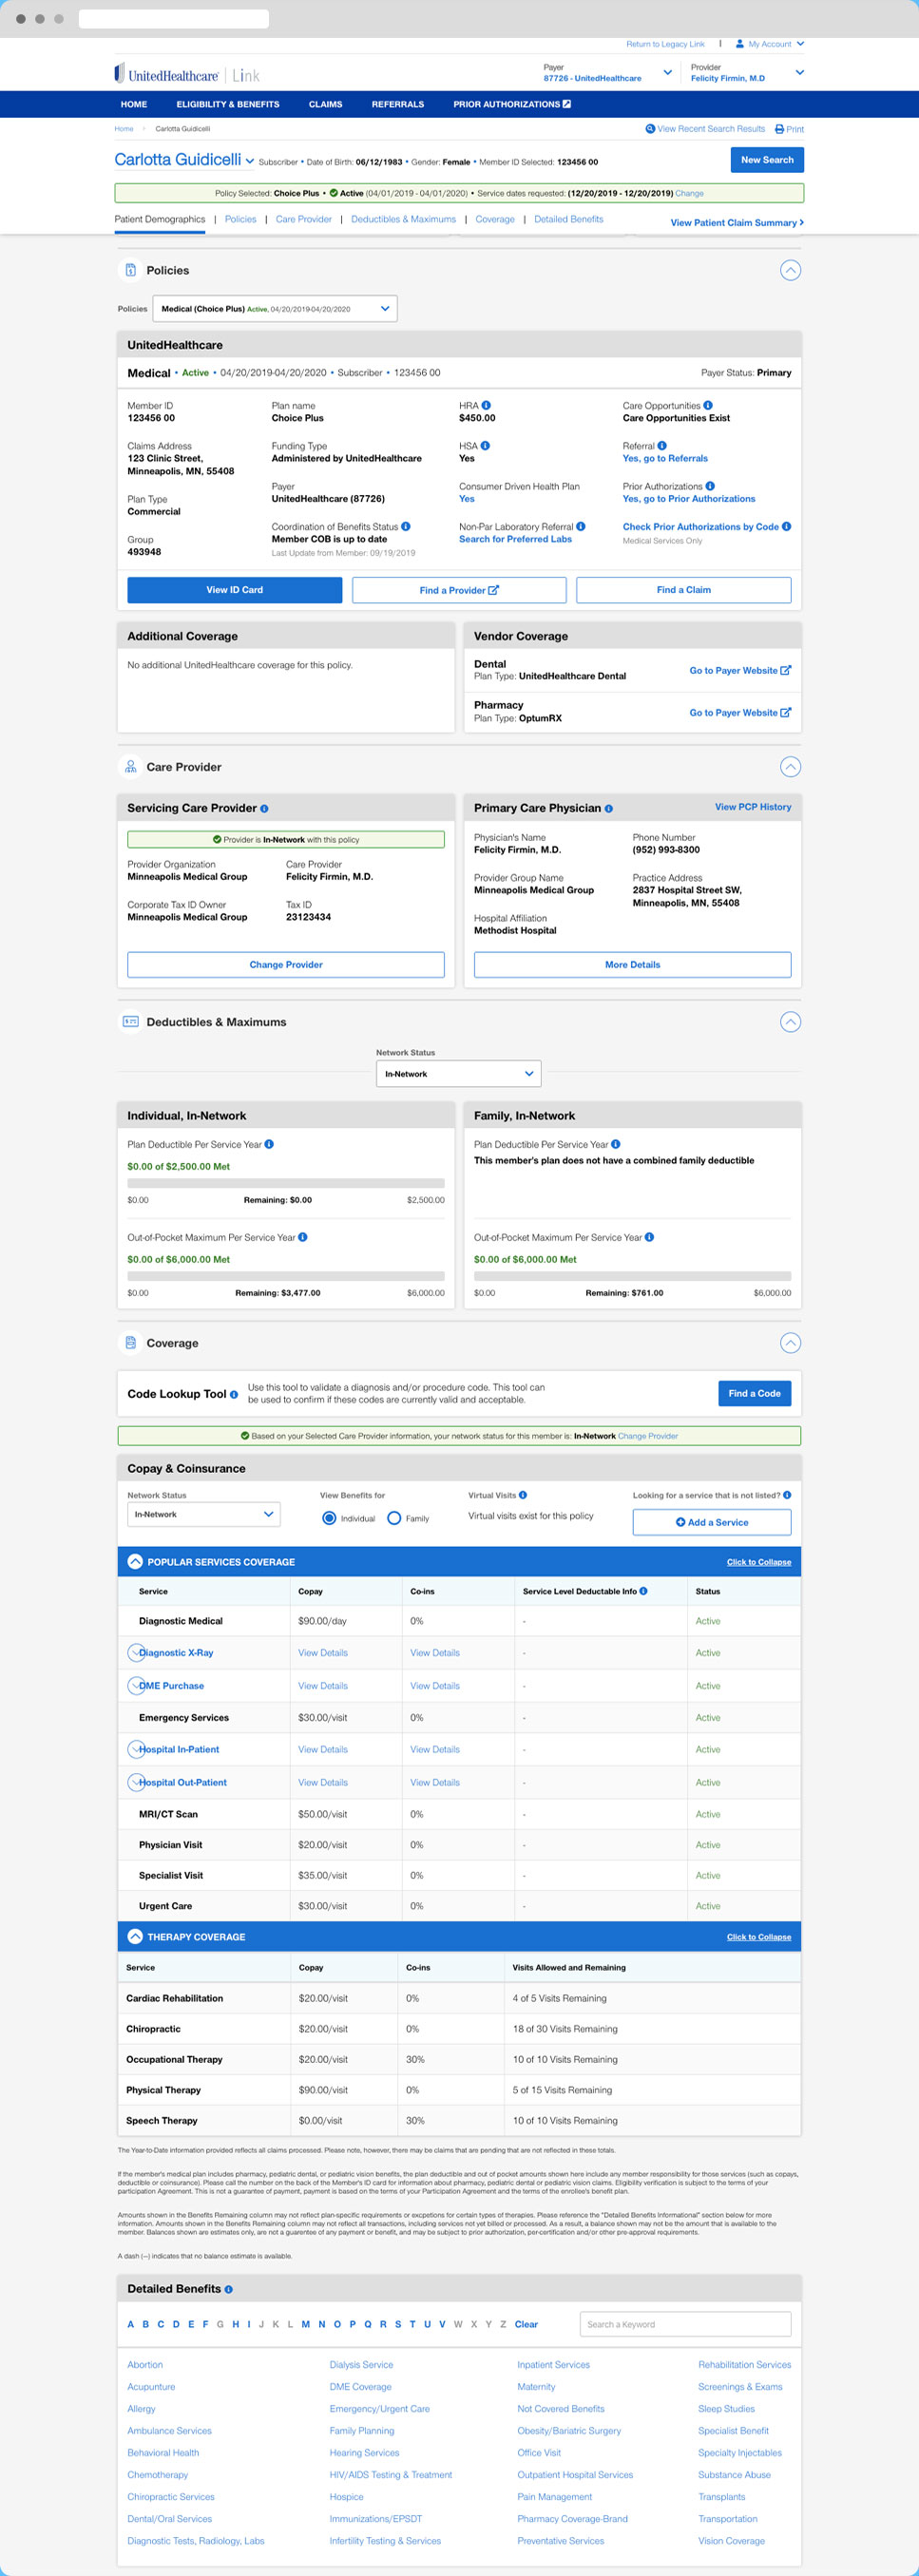 Return to Legacy Link | My Account
UnitedHealthcare | Link
Payer
87726 - UnitedHealthcare
Provider
Felicity Firmin, M.D
HOME ELIGIBILITY & BENEFITS CLAIMS REFERRALS PRIOR AUTHORIZATIONS
Home › Carlotta Guidicelli
View Recent Search Results Print
Carlotta Guidicelli Subscriber • Date of Birth: 06/12/1983 • Gender: Female • Member ID Selected: 123456 00
New Search
Policy Selected: Choice Plus • Active (04/01/2019 - 04/01/2020) • Service dates requested: (12/20/2019 - 12/20/2019) Change
Patient Demographics | Policies | Care Provider | Deductibles & Maximums | Coverage | Detailed Benefits
View Patient Claim Summary
Policies
Policies Medical (Choice Plus) Active, 04/20/2019-04/20/2020
UnitedHealthcare
Medical • Active • 04/20/2019-04/20/2020 • Subscriber • 123456 00
Payer Status: Primary
Member ID
123456 00
Claims Address
123 Clinic Street,
Minneapolis, MN, 55408
Plan Type
Commercial
Group
493948
Plan name
Choice Plus
Funding Type
Administered by UnitedHealthcare
Payer
UnitedHealthcare (87726)
Coordination of Benefits Status
Member COB is up to date
Last Update from Member: 09/19/2019
HRA
$450.00
HSA
Yes
Consumer Driven Health Plan
Yes
Non-Par Laboratory Referral
Search for Preferred Labs
Care Opportunities
Care Opportunities Exist
Referral
Yes, go to Referrals
Prior Authorizations
Yes, go to Prior Authorizations
Check Prior Authorizations by Code
Medical Services Only
View ID Card
Find a Provider
Find a Claim
Additional Coverage
No additional UnitedHealthcare coverage for this policy.
Vendor Coverage
Dental
Plan Type: UnitedHealthcare Dental
Go to Payer Website
Pharmacy
Plan Type: OptumRX
Go to Payer Website
Care Provider
Servicing Care Provider
Provider is In-Network with this policy
Provider Organization
Minneapolis Medical Group
Care Provider
Felicity Firmin, M.D.
Corporate Tax ID Owner
Minneapolis Medical Group
Tax ID
23123434
Change Provider
Primary Care Physician
View PCP History
Physician's Name
Felicity Firmin, M.D.
Phone Number
(952) 993-8300
Provider Group Name
Minneapolis Medical Group
Practice Address
2837 Hospital Street SW,
Minneapolis, MN, 55408
Hospital Affiliation
Methodist Hospital
More Details
Deductibles & Maximums
Network Status
In-Network
Individual, In-Network
Plan Deductible Per Service Year
$0.00 of $2,500.00 Met
$0.00 Remaining: $0.00 $2,500.00
Out-of-Pocket Maximum Per Service Year
$0.00 of $6,000.00 Met
$0.00 Remaining: $3,477.00 $6,000.00
Family, In-Network
Plan Deductible Per Service Year
This member's plan does not have a combined family deductible
Out-of-Pocket Maximum Per Service Year
$0.00 of $6,000.00 Met
$0.00 Remaining: $761.00 $6,000.00
Coverage
Code Lookup Tool
Use this tool to validate a diagnosis and/or procedure code. This tool can
be used to confirm if these codes are currently valid and acceptable.
Find a Code
Based on your Selected Care Provider information, your network status for this member is: In-Network Change Provider
Copay & Coinsurance
Network Status
In-Network
View Benefits for
Individual Family
Virtual Visits
Virtual visits exist for this policy
Looking for a service that is not listed?
Add a Service
POPULAR SERVICES COVERAGE Click to Collapse
Service Copay Co-ins Service Level Deductable Info Status
Diagnostic Medical $90.00/day 0% - Active
Diagnostic X-Ray View Details View Details - Active
DME Purchase View Details View Details - Active
Emergency Services $30.00/visit 0% - Active
Hospital In-Patient View Details View Details - Active
Hospital Out-Patient View Details View Details - Active
MRI/CT Scan $50.00/visit 0% - Active
Physician Visit $20.00/visit 0% - Active
Specialist Visit $35.00/visit 0% - Active
Urgent Care $30.00/visit 0% - Active
THERAPY COVERAGE Click to Collapse
Service Copay Co-ins Visits Allowed and Remaining
Cardiac Rehabilitation $20.00/visit 0% 4 of 5 Visits Remaining
Chiropractic $20.00/visit 0% 18 of 30 Visits Remaining
Occupational Therapy $20.00/visit 30% 10 of 10 Visits Remaining
Physical Therapy $90.00/visit 0% 5 of 15 Visits Remaining
Speech Therapy $0.00/visit 30% 10 of 10 Visits Remaining
The Year-to-Date information provided reflects all claims processed. Please note, however, there may be claims that are pending that are not reflected in these totals.
If the member's medical plan includes pharmacy, pediatric dental, or pediatric vision benefits, the plan deductible and out of pocket amounts shown here include any member responsibility for those services (such as copays,
deductible or coinsurance). Please call the number on the back of the Member's ID card for information about pharmacy, pediatric dental or pediatric vision claims. Eligibility verification is subject to the terms of your
participation Agreement. This is not a guarantee of payment, payment is based on the terms of your Participation Agreement and the terms of the enrollee's benefit plan.
Amounts shown in the Benefits Remaining column may not reflect plan-specific requirements or exceptions for certain types of therapies. Please reference the "Detailed Benefits Informational" section below for more
information. Amounts shown in the Benefits Remaining column may not reflect all transactions, including services not yet billed or processed. As a result, a balance shown may not be the amount that is available to the
member. Balances shown are estimates only, are not a guarentee of any payment or benefit, and may be subject to prior authorization, per-certification and/or other pre-approval requirements.
A dash (--) indicates that no balance estimate is available.
Detailed Benefits
A B C D E F G H I J K L M N O P Q R S T U V W X Y Z Clear
Search a Keyword
Abortion Dialysis Service Inpatient Services Rehabilitation Services
Acupunture DME Coverage Maternity Screenings & Exams
Allergy Emergency/Urgent Care Not Covered Benefits Sleep Studies
Ambulance Services Family Planning Obesity/Bariatric Surgery Specialist Benefit
Behavioral Health Hearing Services Office Visit Specialty Injectables
Chemotherapy HIV/AIDS Testing & Treatment Outpatient Hospital Services Substance Abuse
Chiropractic Services Hospice Pain Management Transplants
Dental/Oral Services Immunizations/EPSDT Pharmacy Coverage-Brand Transportation
Diagnostic Tests, Radiology, Labs Infertility Testing & Services Preventative Services Vision Coverage